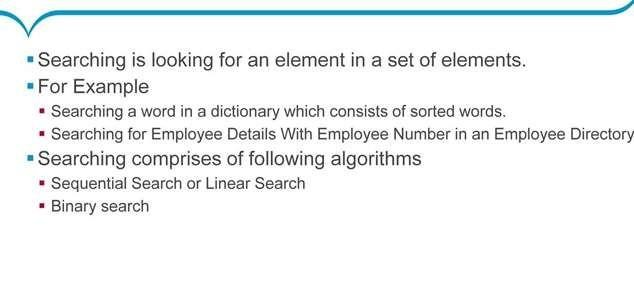 Searching is looking for an element in a set of elements.
For Example
Searching a word in a dictionary which consists of sorted words.
Searching for Employee Details With Employee Number in an Employee Directory
Searching comprises of following algorithms
Sequential Search or Linear Search
Binary search